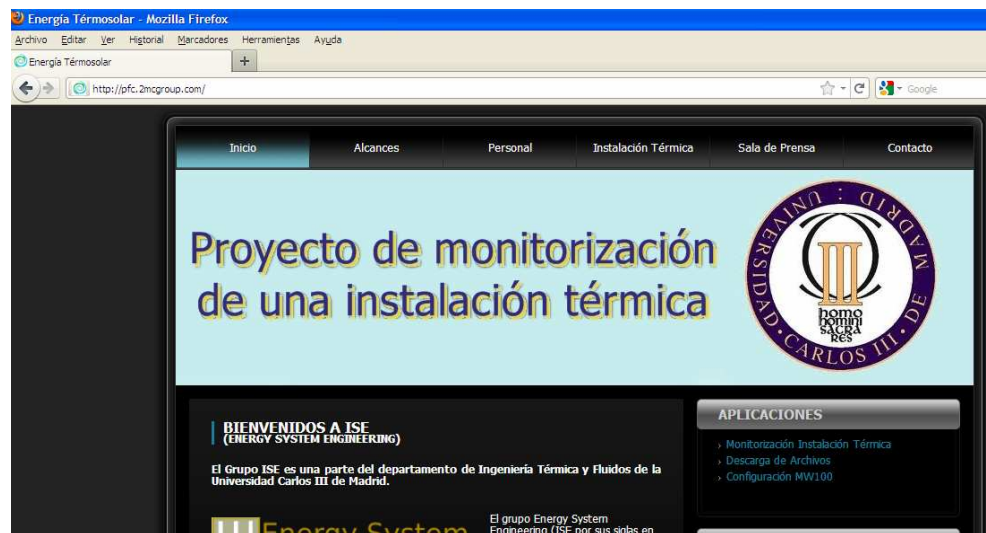 Energía Térmosolar - Mozilla Firefox
Archivo Editar Ver Historial Marcadores Herramientas Ayuda
Energía Térmosolar +
http://pfc.2mcgroup.com/ Google
Inicio Alcances Personal Instalación Térmica Sala de Prensa Contacto
Proyecto de monitorización
de una instalación térmica
UNIVERSIDAD · CARLOS III · DE MADRID
homo
homini
sacra
res
BIENVENIDOS A ISE
(ENERGY SYSTEM ENGINEERING)
El Grupo ISE es una parte del departamento de Ingeniería Térmica y Fluidos de la
Universidad Carlos III de Madrid.
Energy System
El grupo Energy System
Engineering (ISE por sus siglas en
APLICACIONES
› Monitorización Instalación Térmica
› Descarga de Archivos
› Configuración MW100